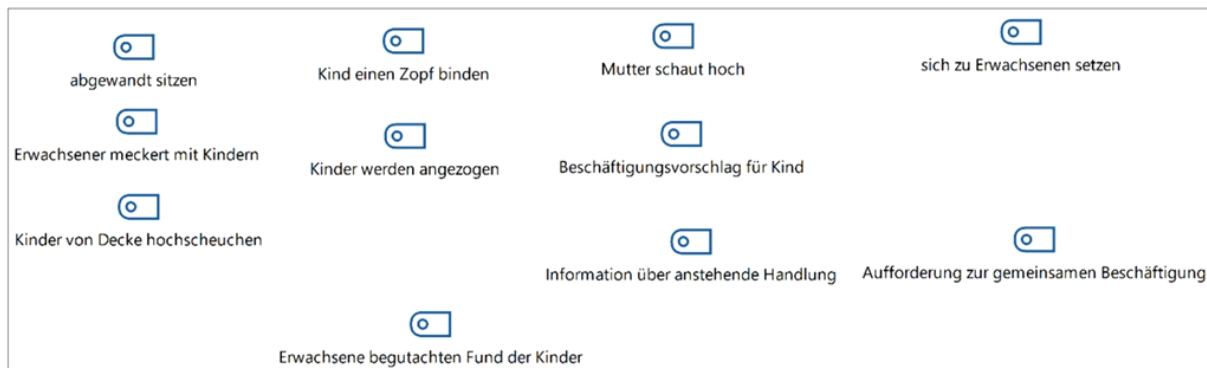 abgewandt sitzen
Kind einen Zopf binden
Mutter schaut hoch
sich zu Erwachsenen setzen
Erwachsener meckert mit Kindern
Kinder werden angezogen
Beschäftigungsvorschlag für Kind
Kinder von Decke hochscheuchen
Information über anstehende Handlung
Aufforderung zur gemeinsamen Beschäftigung
Erwachsene begutachten Fund der Kinder